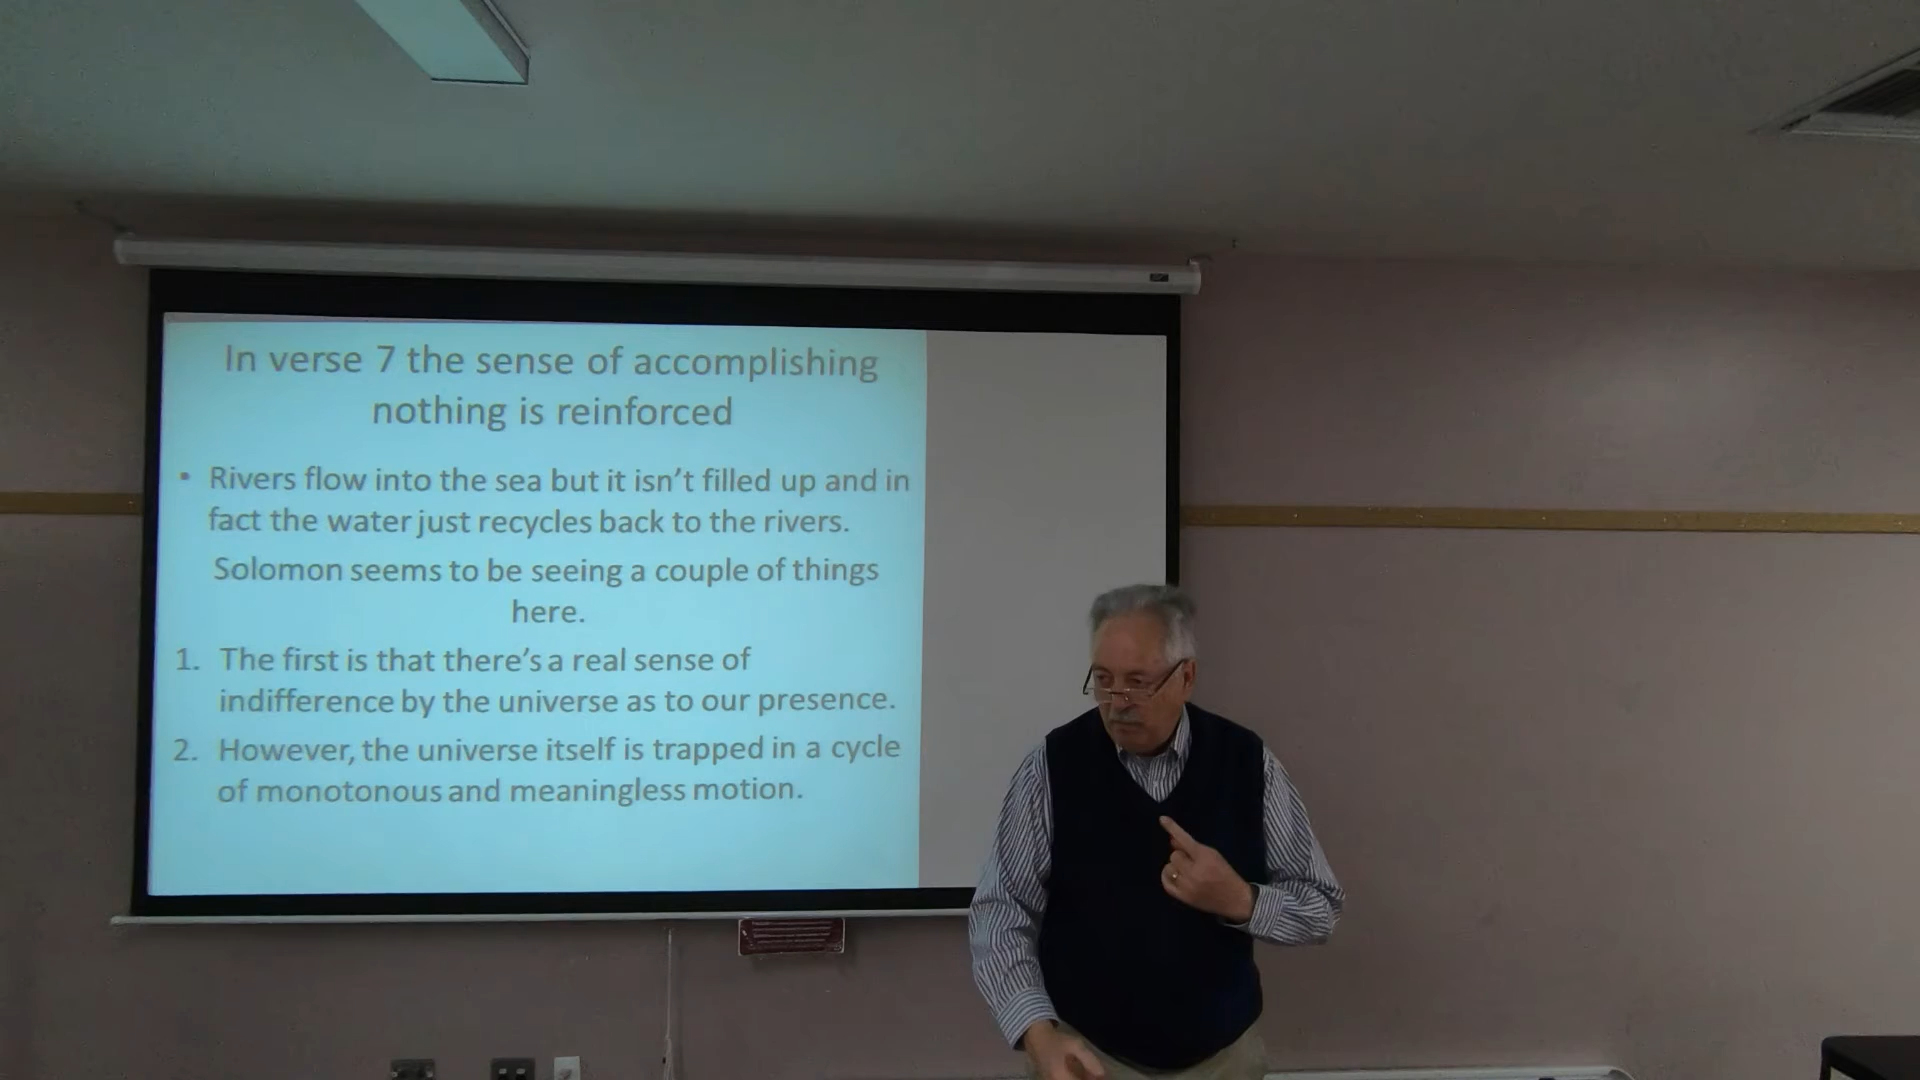 In verse 7 the sense of accomplishing
nothing is reinforced
• Rivers flow into the sea but it isn't filled up and in
fact the water just recycles back to the rivers.
Solomon seems to be seeing a couple of things
here.
1. The first is that there's a real sense of
indifference by the universe as to our presence.
2. However, the universe itself is trapped in a cycle
of monotonous and meaningless motion.